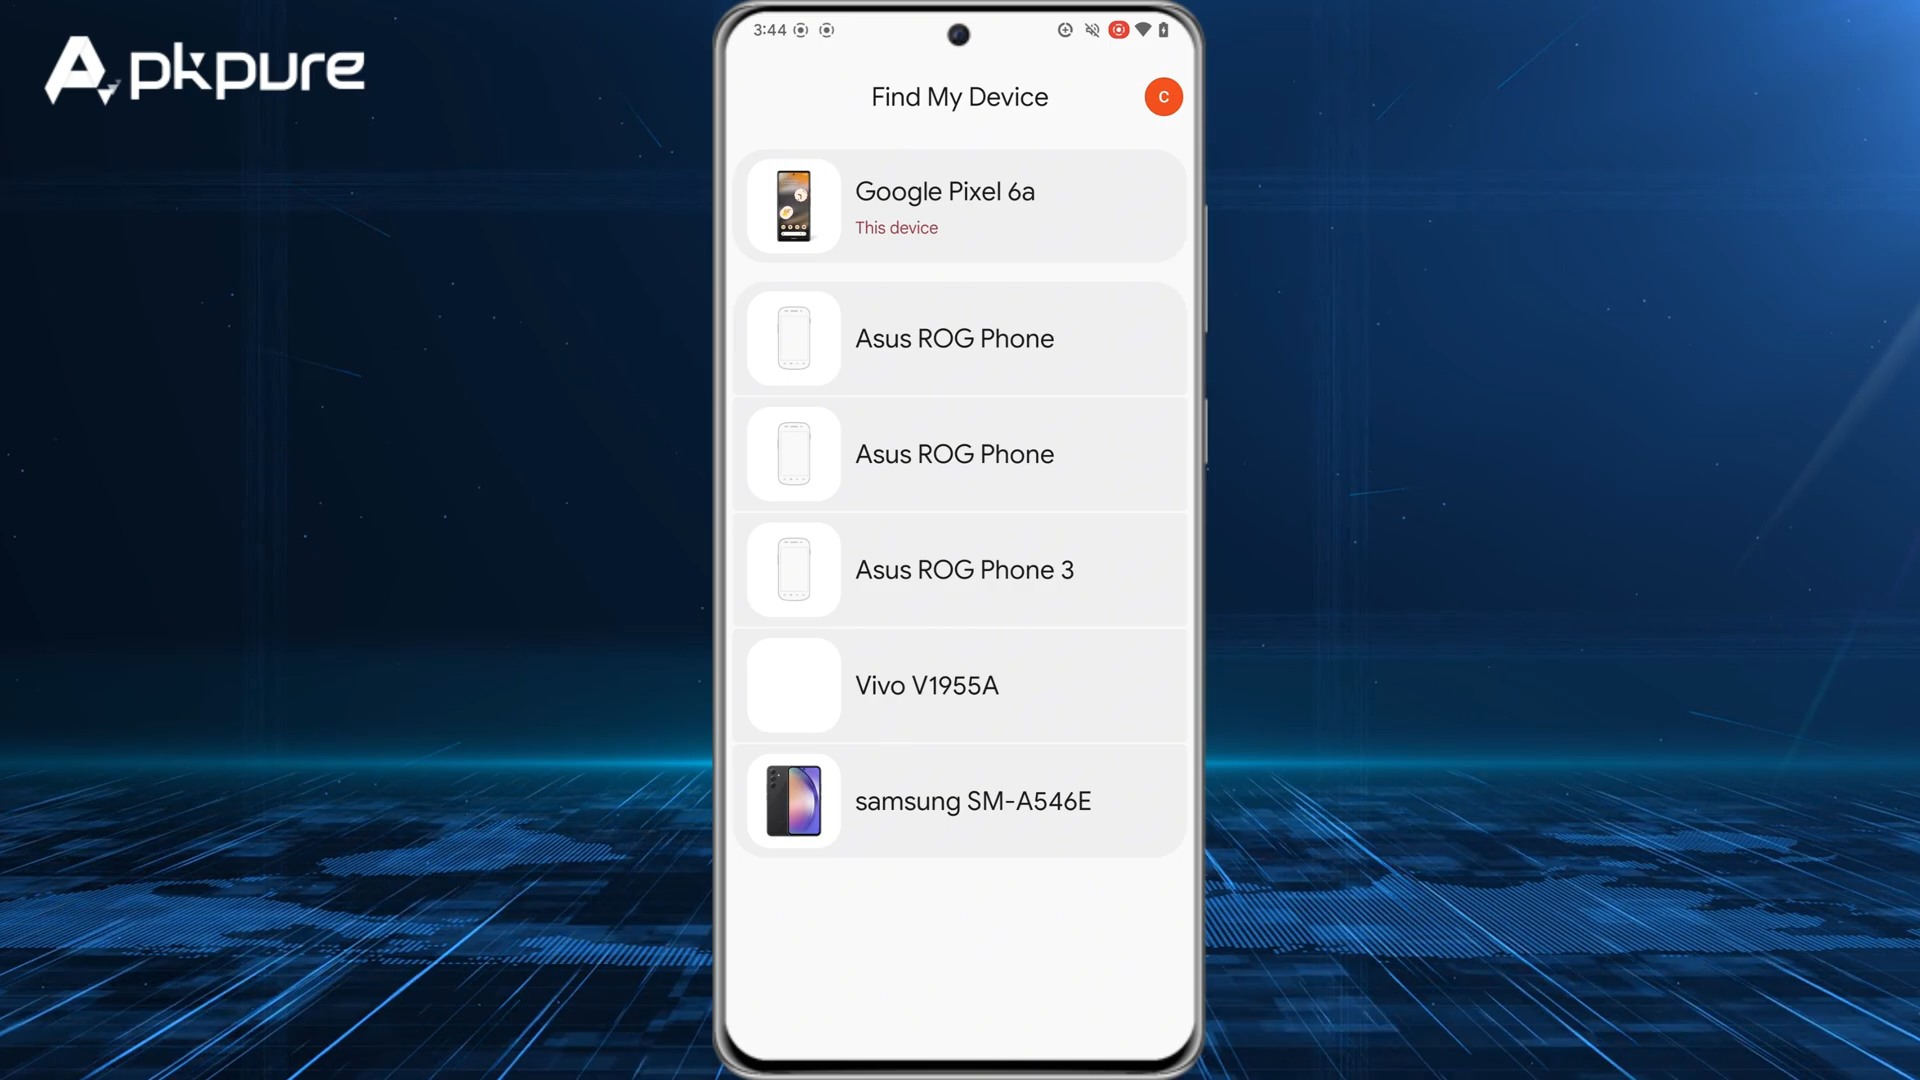 Apkpure
3:44
Find My Device
C
Google Pixel 6a
This device
Asus ROG Phone
Asus ROG Phone
Asus ROG Phone 3
Vivo V1955A
samsung SM-A546E